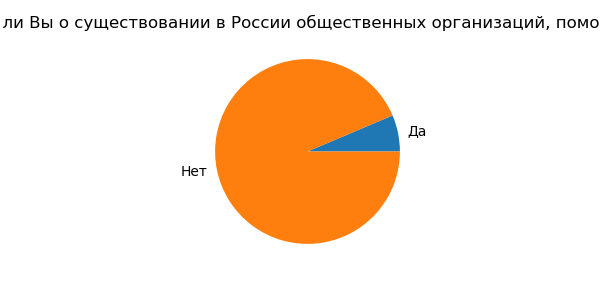 ли Вы о существовании в России общественных организаций, помо
Да
Нет